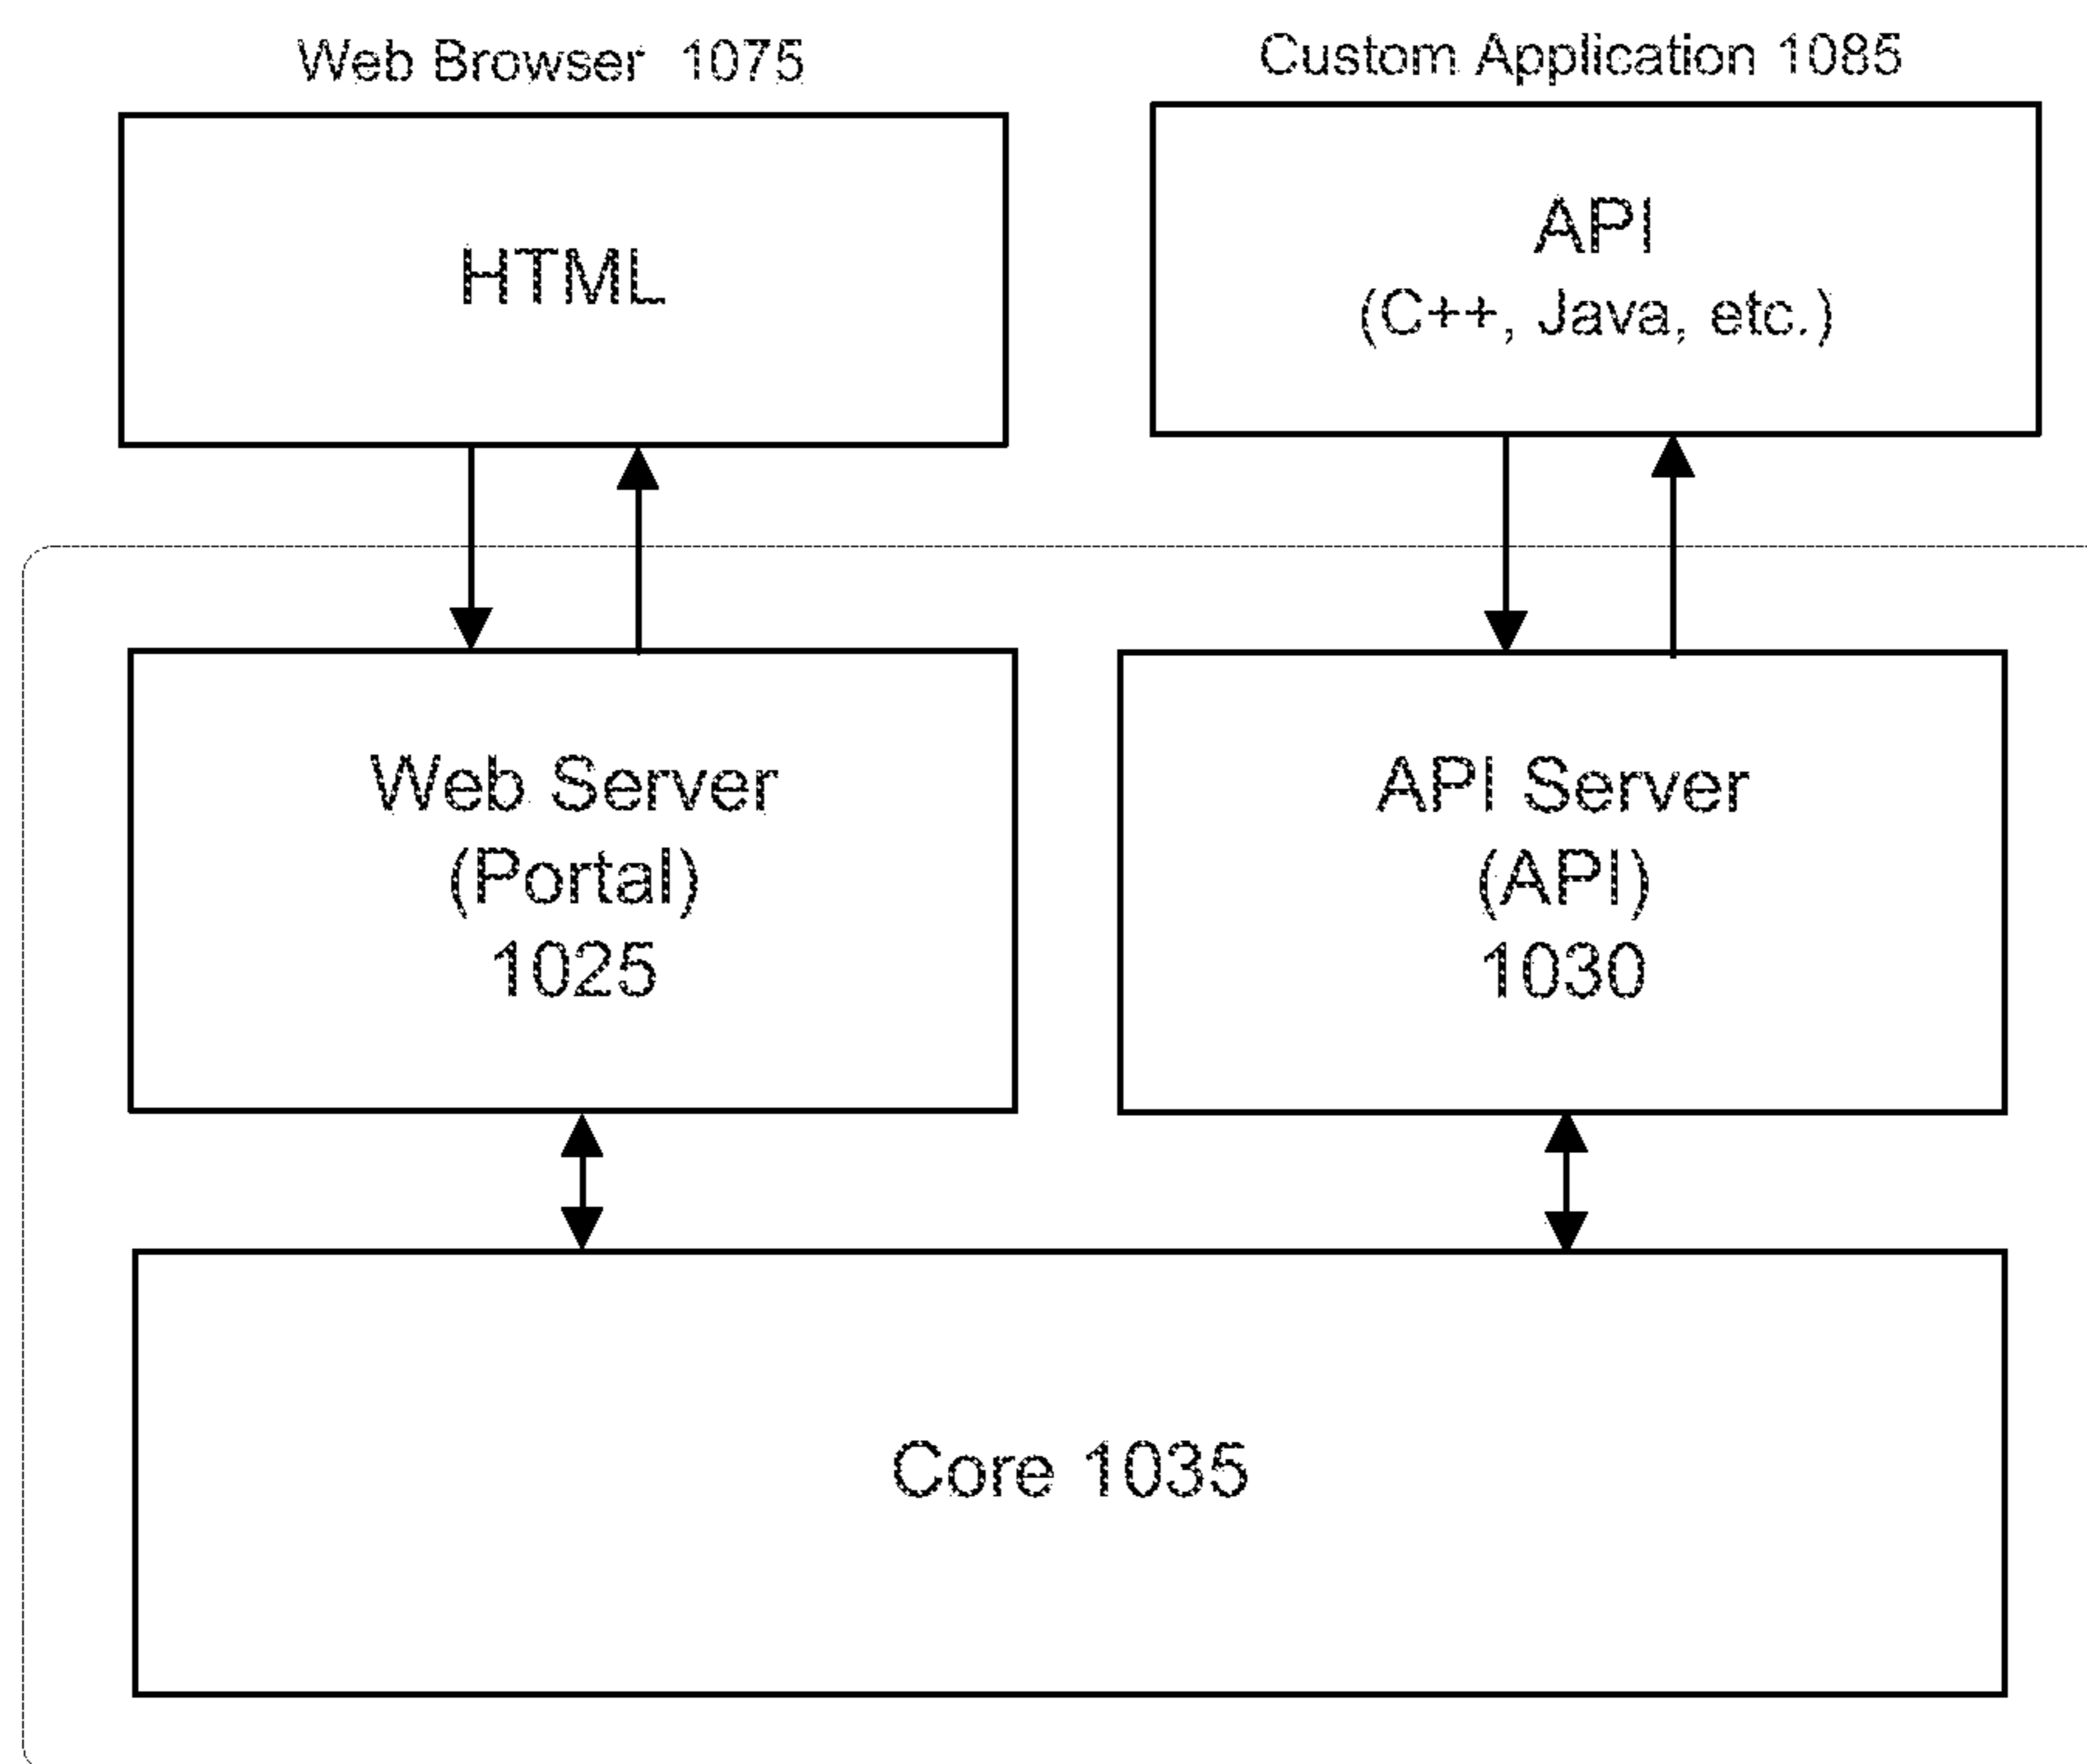 Web Browser 1075
Custom Application 1085
HTML
API
(C++, Java, etc.)
Web Server
(Portal)
1025
API Server
(API)
1030
Core 1035